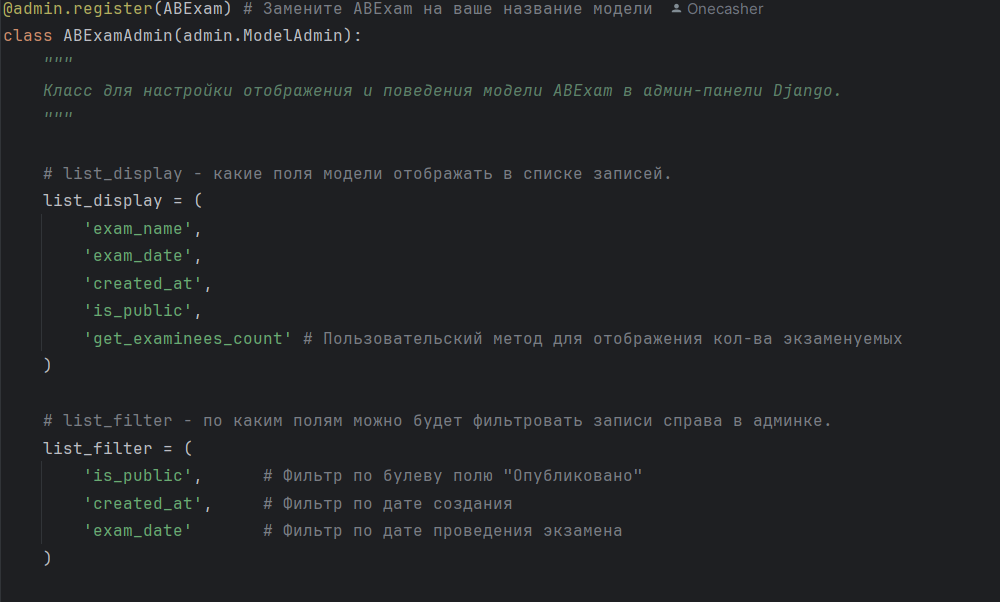 @admin.register(ABExam) # Замените ABExam на ваше название модели Onecasher
class ABExamAdmin(admin.ModelAdmin):
    """
    Класс для настройки отображения и поведения модели ABExam в админ-панели Django.
    """
    # list_display - какие поля модели отображать в списке записей.
    list_display = (
        'exam_name',
        'exam_date',
        'created_at',
        'is_public',
        'get_examinees_count' # Пользовательский метод для отображения кол-ва экзаменуемых
    )
    # list_filter - по каким полям можно будет фильтровать записи справа в админке.
    list_filter = (
        'is_public',      # Фильтр по булеву полю "Опубликовано"
        'created_at',     # Фильтр по дате создания
        'exam_date'       # Фильтр по дате проведения экзамена
    )